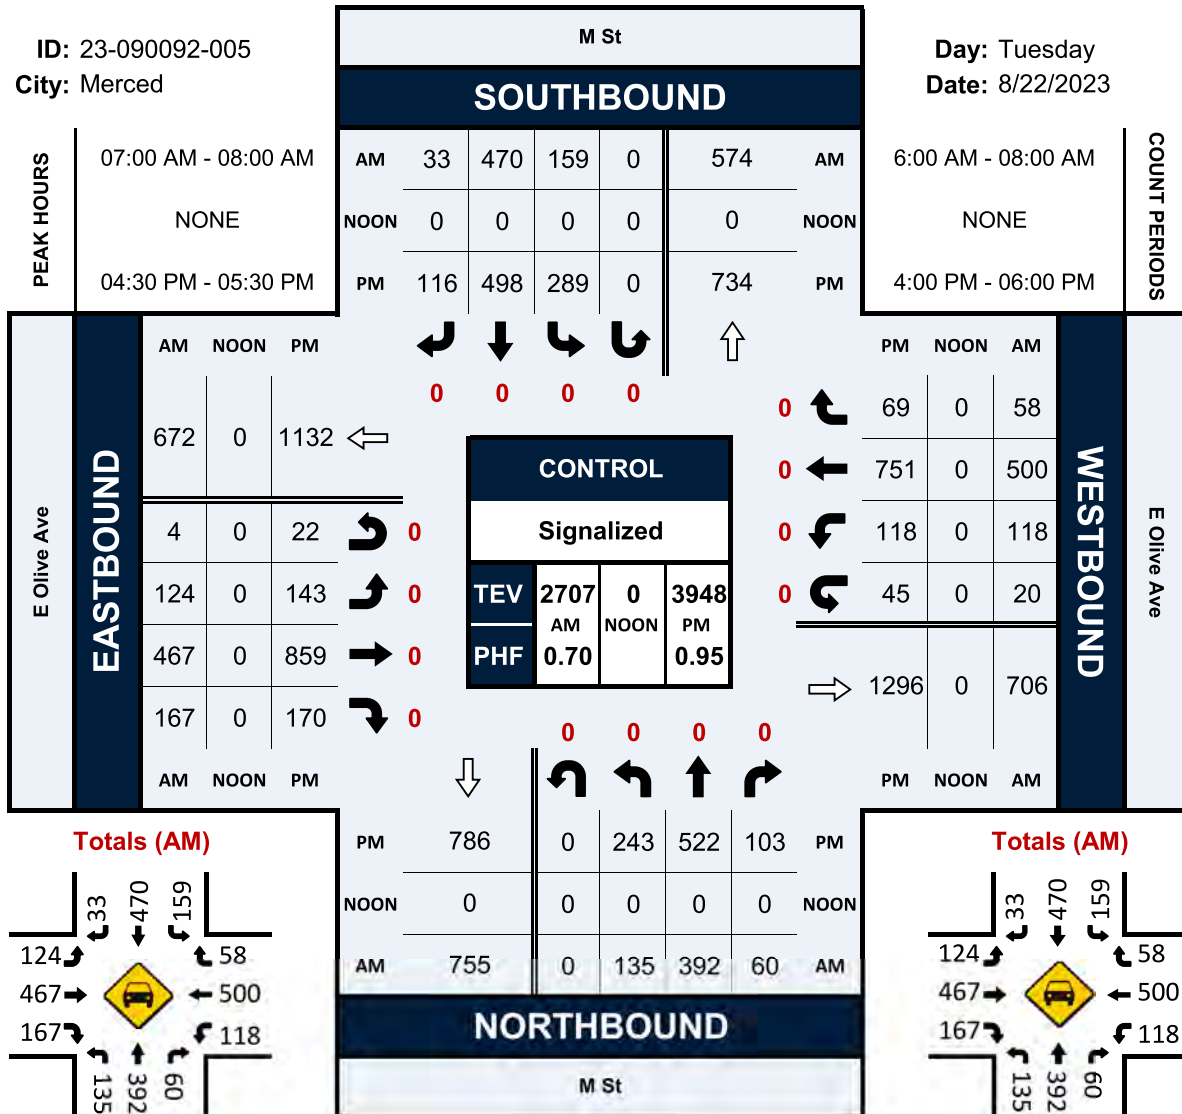 M St
ID: 23-090092-005
Day: Tuesday
City: Merced
Date: 8/22/2023
SOUTHBOUND
PEAK HOURS
07:00 AM - 08:00 AM
AM 33 470 159 0 574 AM
6:00 AM - 08:00 AM
COUNT PERIODS
NONE
NOON 0 0 0 0 0 NOON
NONE
04:30 PM - 05:30 PM
PM 116 498 289 0 734 PM
4:00 PM - 06:00 PM
AM NOON PM
PM NOON AM
0 0 0 0
0 69 0 58
672 0 1132
CONTROL
0 751 0 500
E Olive Ave
EASTBOUND
WESTBOUND
E Olive Ave
4 0 22 0
Signalized
0 118 0 118
124 0 143 0
TEV 2707 0 3948
AM NOON PM
0 45 0 20
467 0 859 0
PHF 0.70 0.95
1296 0 706
167 0 170 0
0 0 0 0
AM NOON PM
PM NOON AM
Totals (AM)
PM 786 0 243 522 103 PM
Totals (AM)
NOON 0 0 0 0 0 NOON
AM 755 0 135 392 60 AM
NORTHBOUND
M St
33 470 159
124 58
467 500
167 118
135 392 60
33 470 159
124 58
467 500
167 118
135 392 60